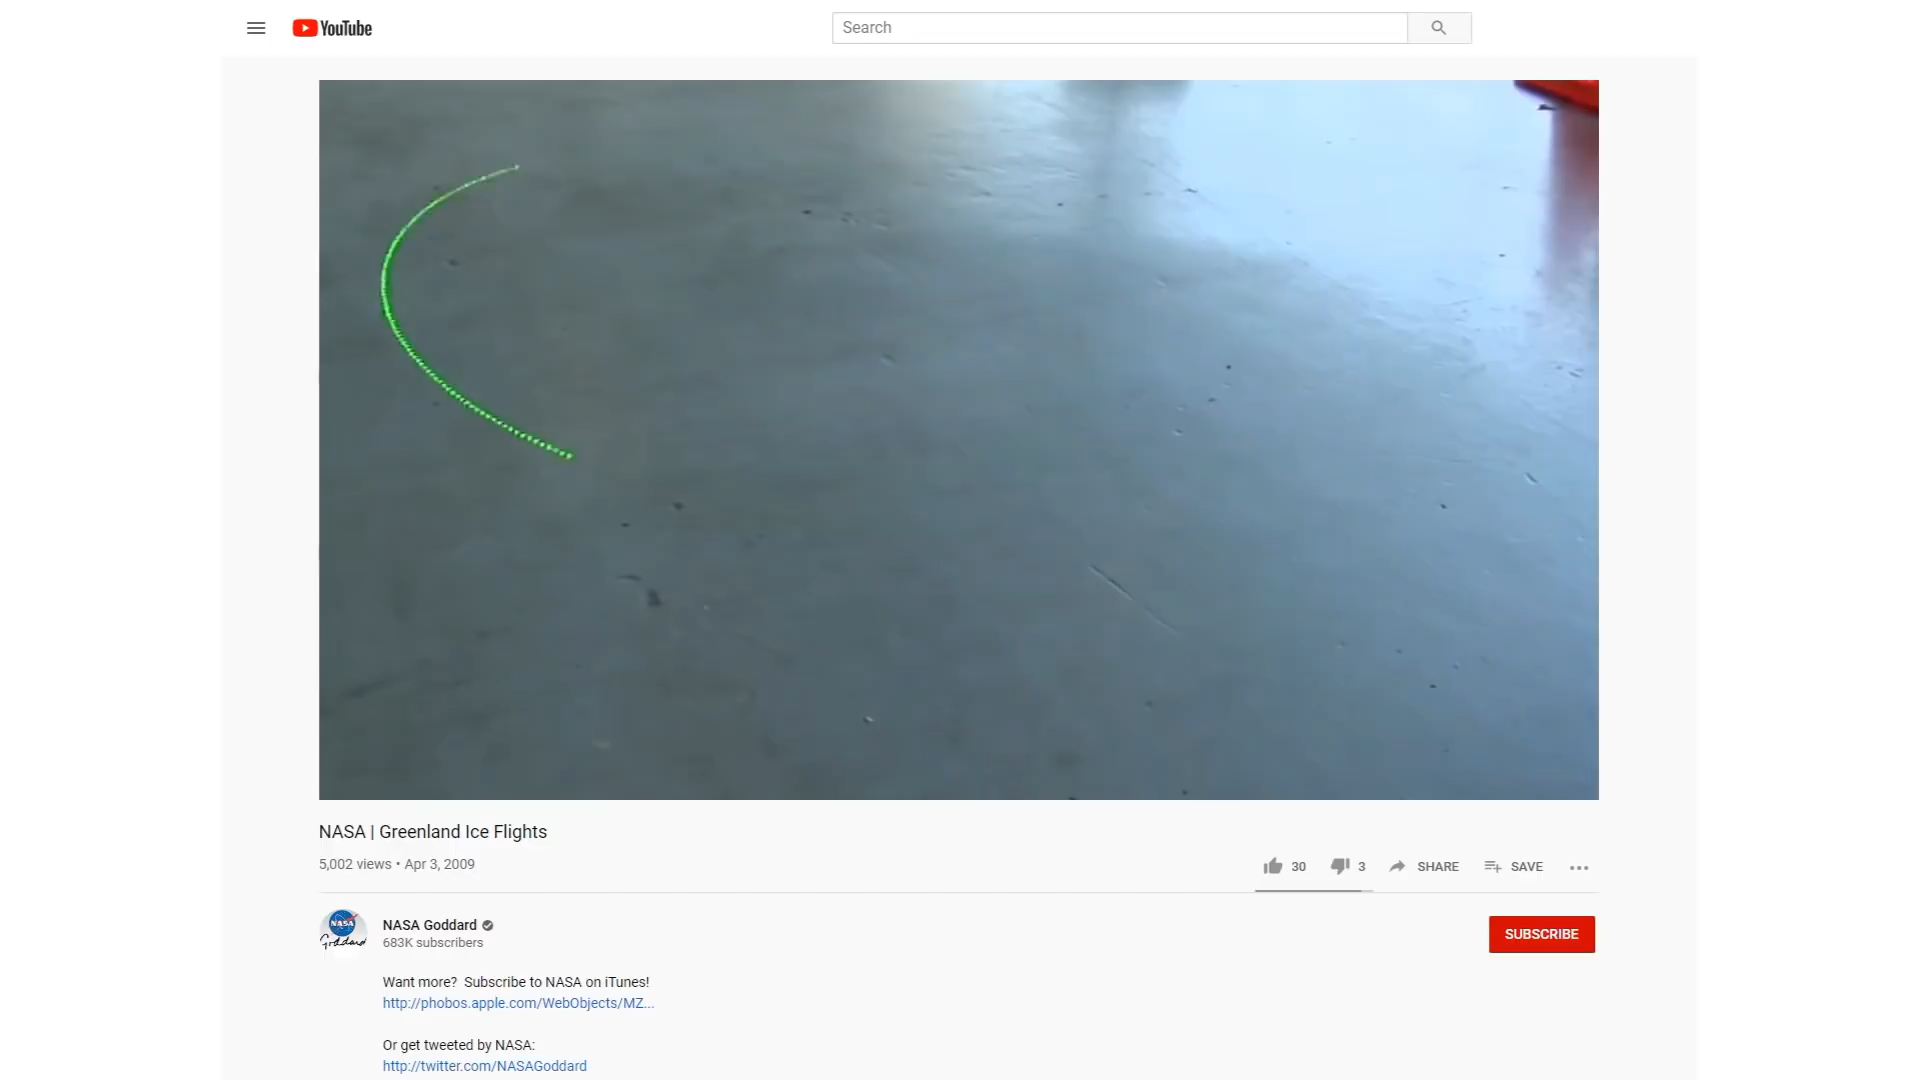 YouTube
Search
NASA | Greenland Ice Flights
5,002 views • Apr 3, 2009
30
3
SHARE
SAVE
NASA
Goddard
NASA Goddard
683K subscribers
SUBSCRIBE
Want more?  Subscribe to NASA on iTunes!
http://phobos.apple.com/WebObjects/MZ...
Or get tweeted by NASA:
http://twitter.com/NASAGoddard